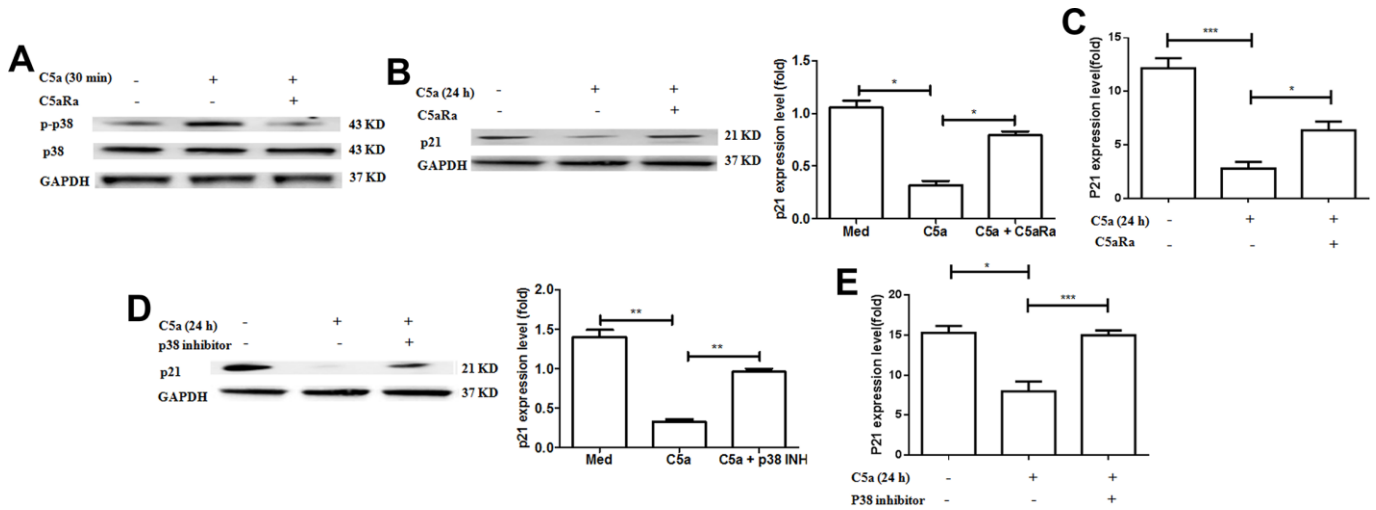 A
C5a (30 min) - + +
C5aRa - - +
p-p38 43 KD
p38 43 KD
GAPDH 37 KD
B
C5a (24 h) - + +
C5aRa - - +
p21 21 KD
GAPDH 37 KD
p21 expression level (fold)
1.5
1.0
0.5
0.0
* *
Med C5a C5a + C5aRa
C
P21 expression level(fold)
15
10
5
0
*** *
C5a (24 h) - + +
C5aRa - - +
D
C5a (24 h) - + +
p38 inhibitor - - +
p21 21 KD
GAPDH 37 KD
p21 expression level (fold)
2.0
1.5
1.0
0.5
0.0
** **
Med C5a C5a + p38 INH
E
P21 expression level(fold)
20
15
10
5
0
* ***
C5a (24 h) - + +
P38 inhibitor - - +